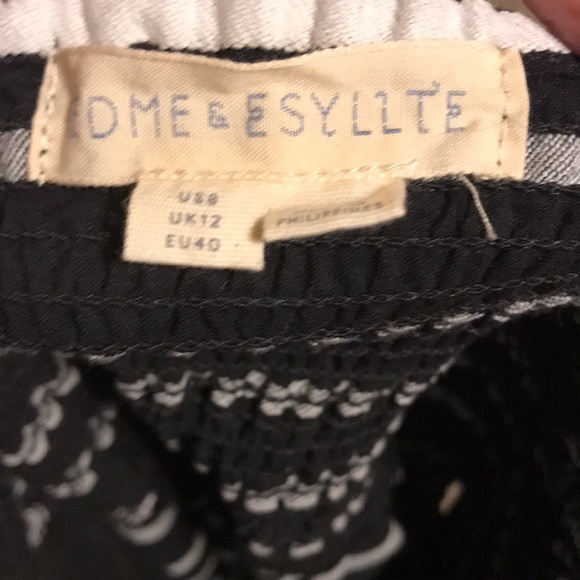 EDME & ESYLLTE
US8
UK12
EU40
PHILIPPINES